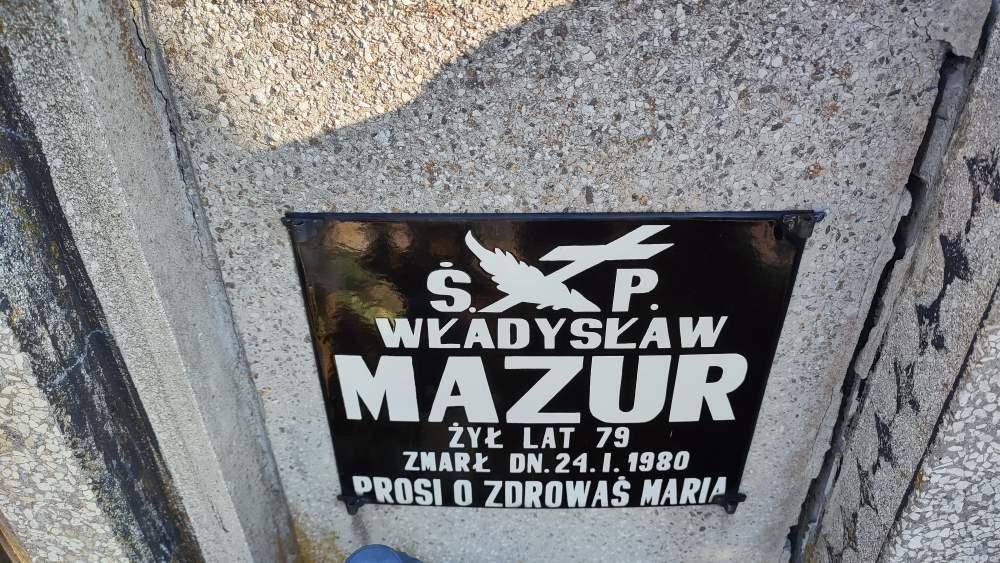 Ś. P.
WŁADYSŁAW
MAZUR
ŻYŁ LAT 79
ZMARŁ DN. 24. I. 1980
PROSI O ZDROWAŚ MARIA